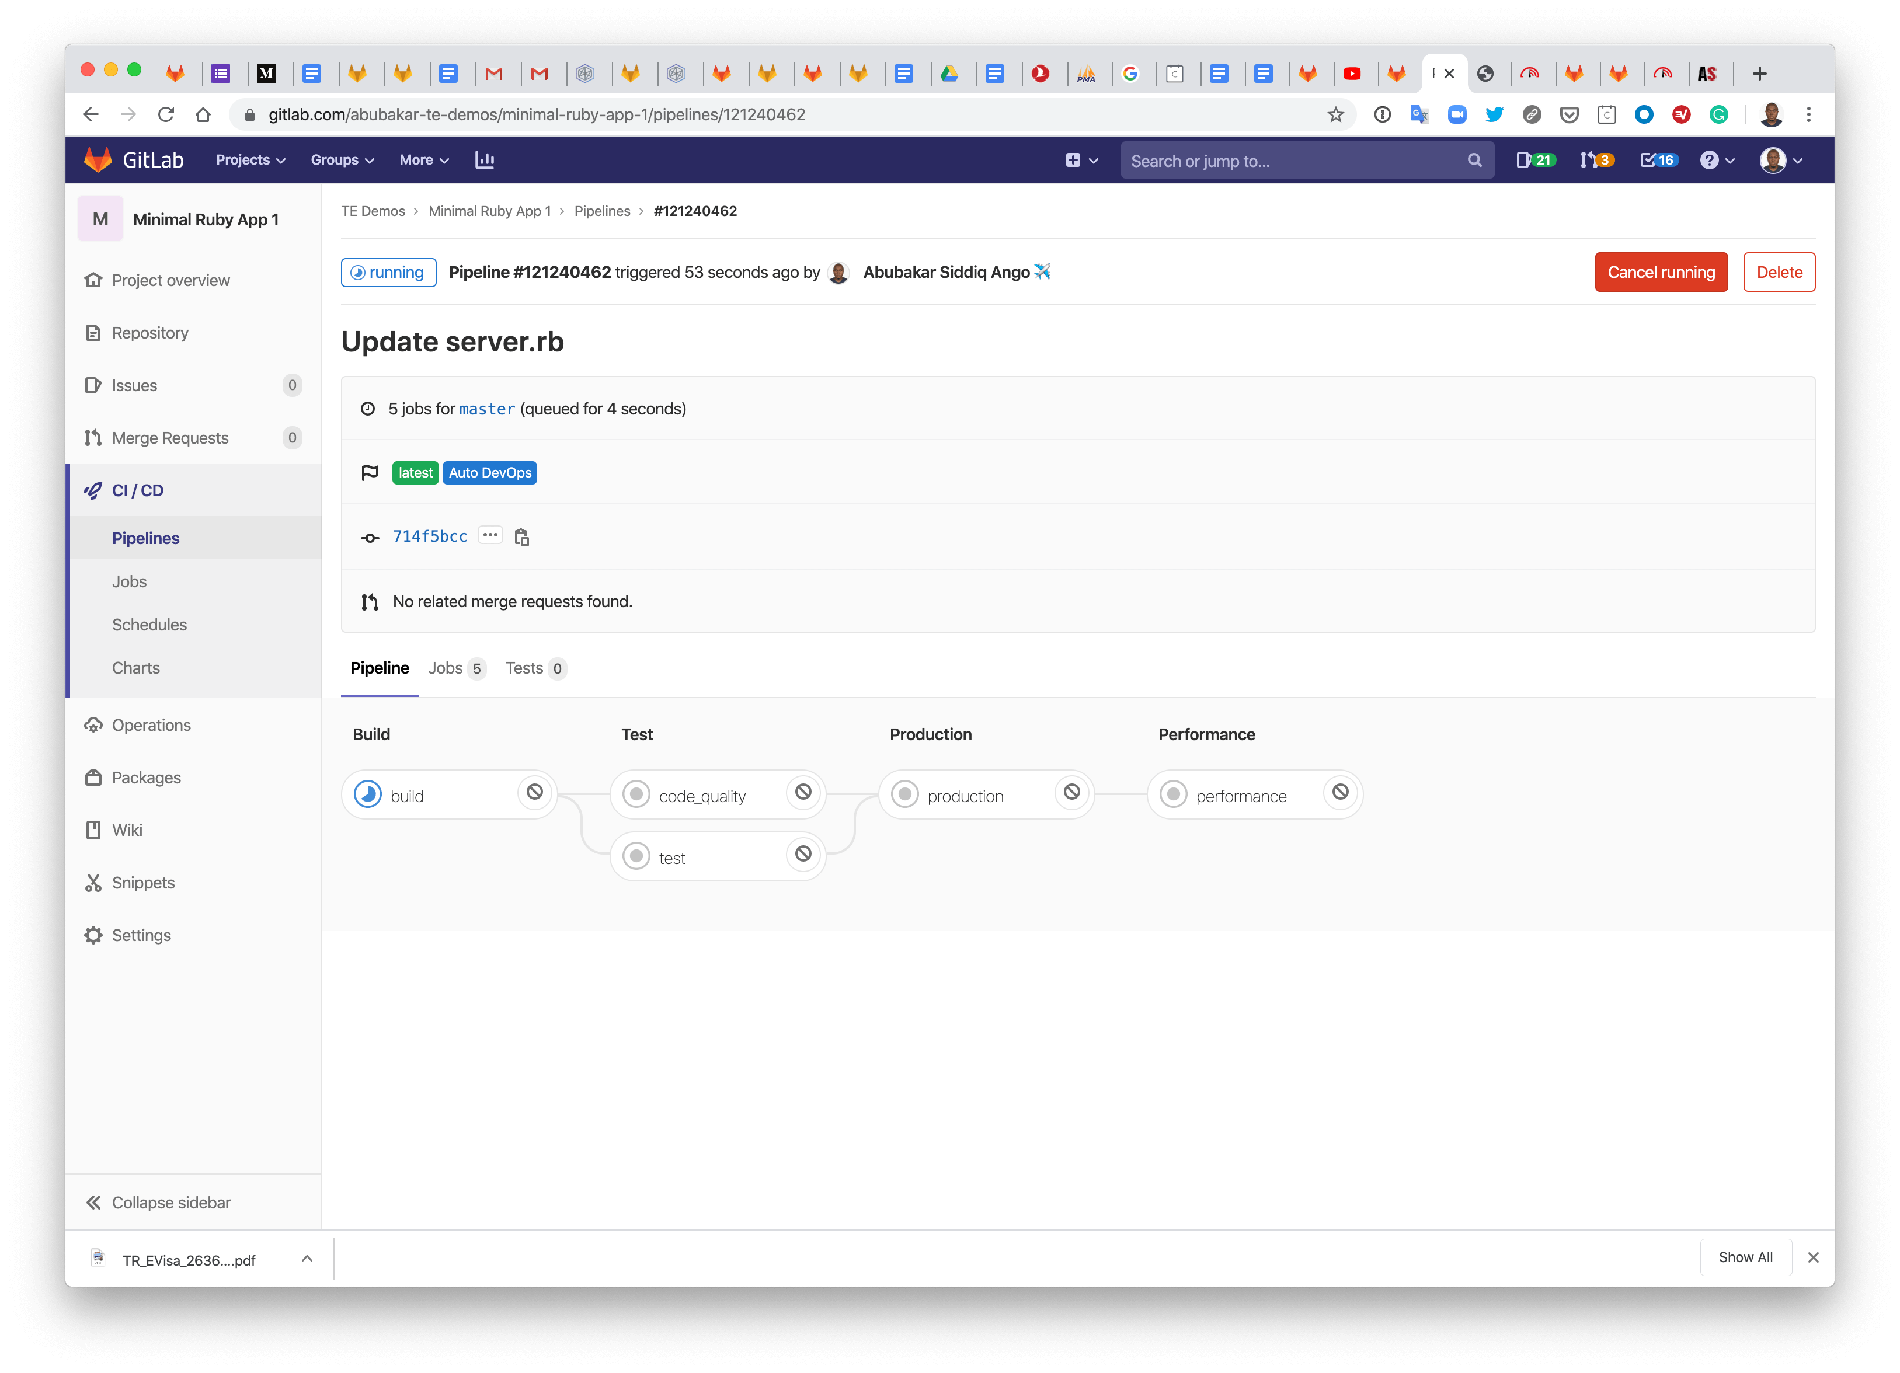 gitlab.com/abubakar-te-demos/minimal-ruby-app-1/pipelines/121240462
GitLab Projects Groups More Search or jump to... 21 3 16
M Minimal Ruby App 1
Project overview
Repository
Issues 0
Merge Requests 0
CI / CD
Pipelines
Jobs
Schedules
Charts
Operations
Packages
Wiki
Snippets
Settings
Collapse sidebar
TE Demos > Minimal Ruby App 1 > Pipelines > #121240462
running Pipeline #121240462 triggered 53 seconds ago by Abubakar Siddiq Ango ✈️ Cancel running Delete
Update server.rb
5 jobs for master (queued for 4 seconds)
latest Auto DevOps
714f5bcc ...
No related merge requests found.
Pipeline Jobs 5 Tests 0
Build Test Production Performance
build code_quality production performance
test
TR_EVisa_2636....pdf Show All